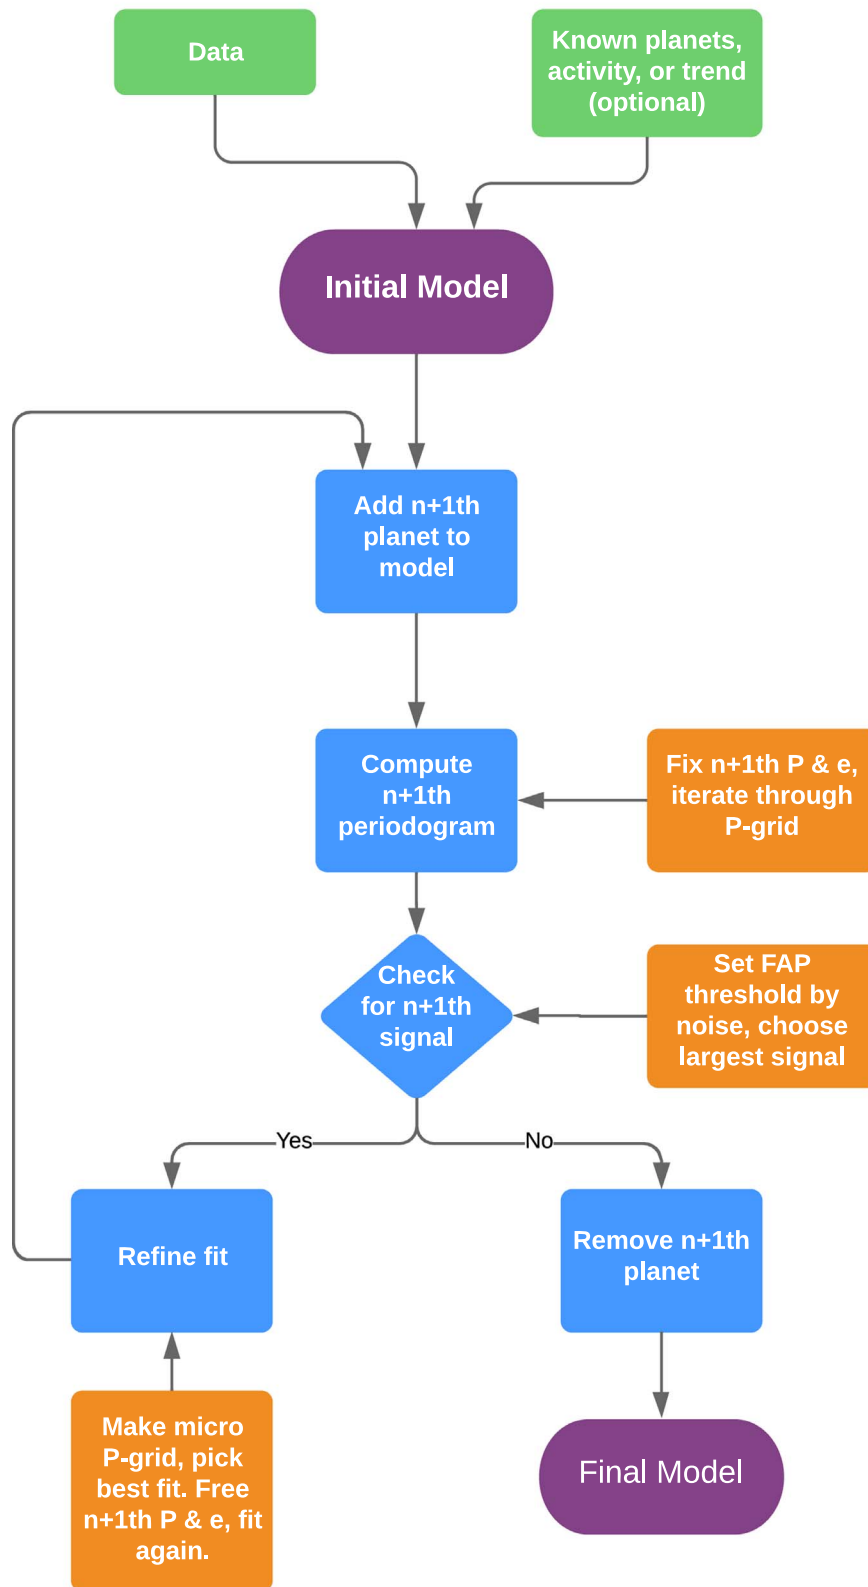 Data
Known planets,
activity, or trend
(optional)
Initial Model
Add n+1th
planet to
model
Compute
n+1th
periodogram
Fix n+1th P & e,
iterate through
P-grid
Check
for n+1th
signal
Set FAP
threshold by
noise, choose
largest signal
Yes
No
Refine fit
Remove n+1th
planet
Make micro
P-grid, pick
best fit. Free
n+1th P & e, fit
again.
Final Model